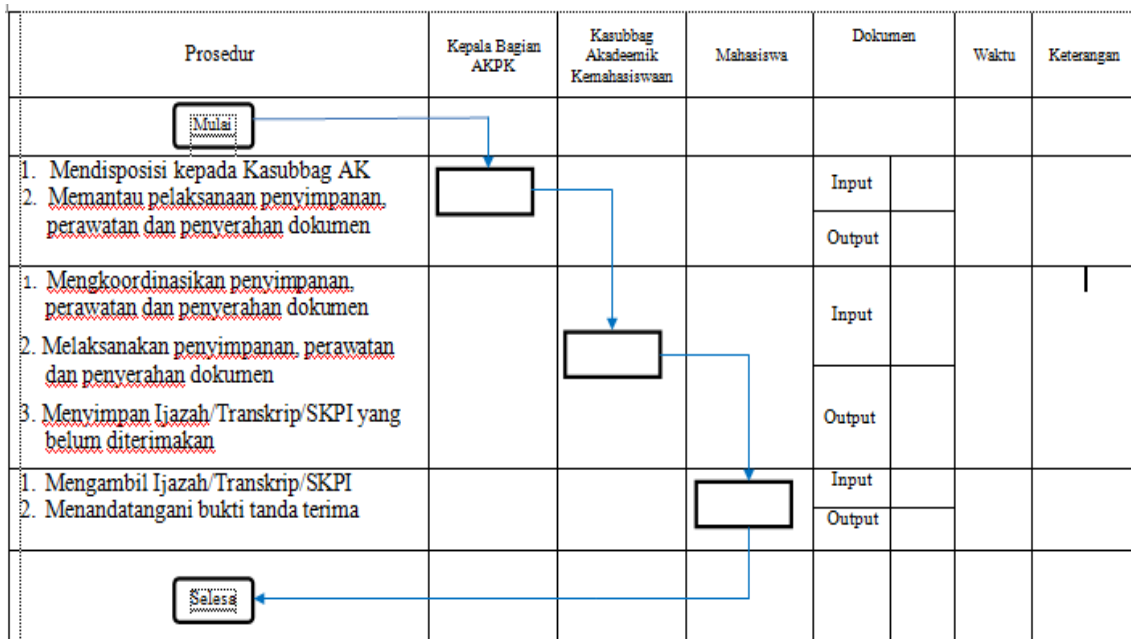 Prosedur
Kepala Bagian
AKPK
Kasubbag
Akadeemik
Kemahasiswaan
Mahasiswa
Dokumen
Waktu
Keterangan
Mulai
1. Mendisposisi kepada Kasubbag AK
2. Memantau pelaksanaan penyimpanan,
perawatan dan penyerahan dokumen
Input
Output
1. Mengkoordinasikan penyimpanan,
perawatan dan penyerahan dokumen
2. Melaksanakan penyimpanan, perawatan
dan penyerahan dokumen
3. Menyimpan Ijazah/Transkrip/SKPI yang
belum diterimakan
Input
Output
1. Mengambil Ijazah/Transkrip/SKPI
2. Menandatangani bukti tanda terima
Input
Output
Selesai